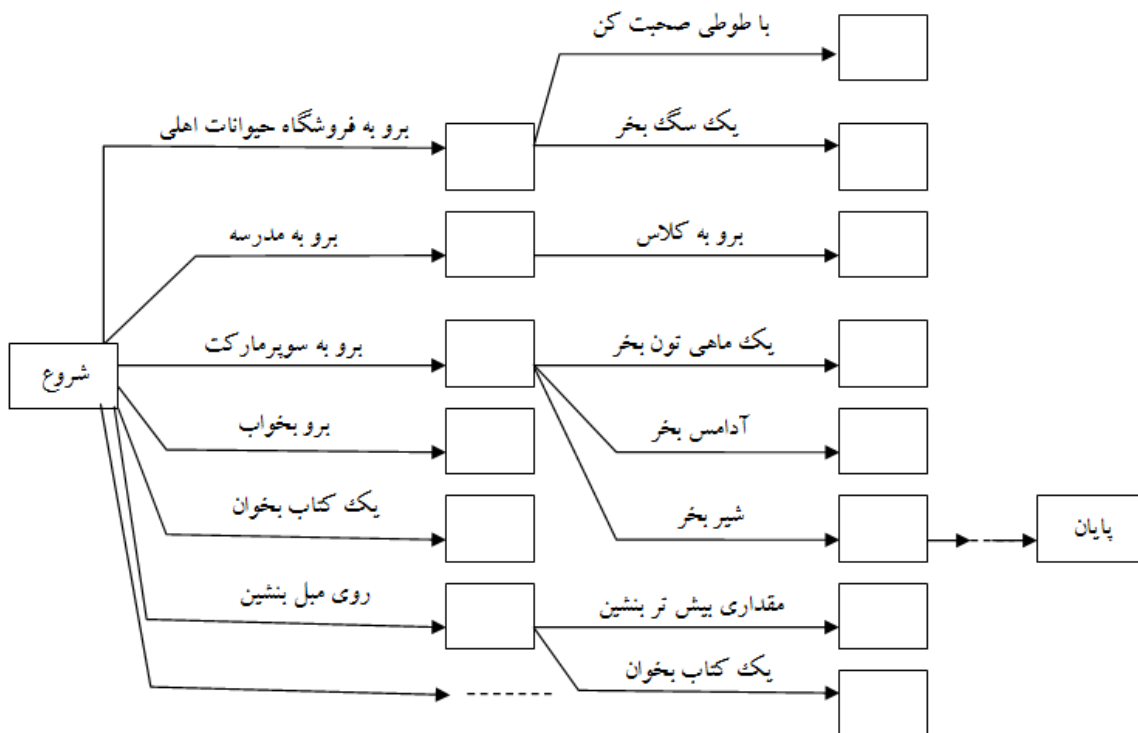 با طوطی صحبت کن
برو به فروشگاه حیوانات اهلی
یک سگ بخر
برو به مدرسه
برو به کلاس
شروع
برو به سوپرمارکت
یک ماهی تون بخر
برو بخواب
آدامس بخر
یک کتاب بخوان
شیر بخر
پایان
روی مبل بنشین
مقداری بیش تر بنشین
یک کتاب بخوان